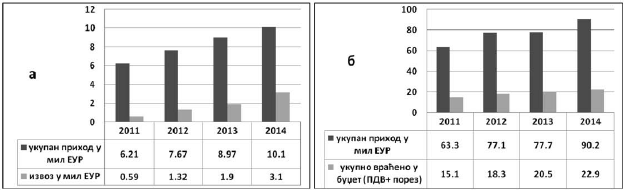 а
12
10
8
6
4
2
0
2011 2012 2013 2014
укупан приход у мил ЕУР 6.21 7.67 8.97 10.1
извоз у мил ЕУР 0.59 1.32 1.9 3.1
б
100
80
60
40
20
0
2011 2012 2013 2014
укупан приход у
мил ЕУР
63.3 77.1 77.7 90.2
укупно враћено у
буџет (ПДВ+ порез)
15.1 18.3 20.5 22.9